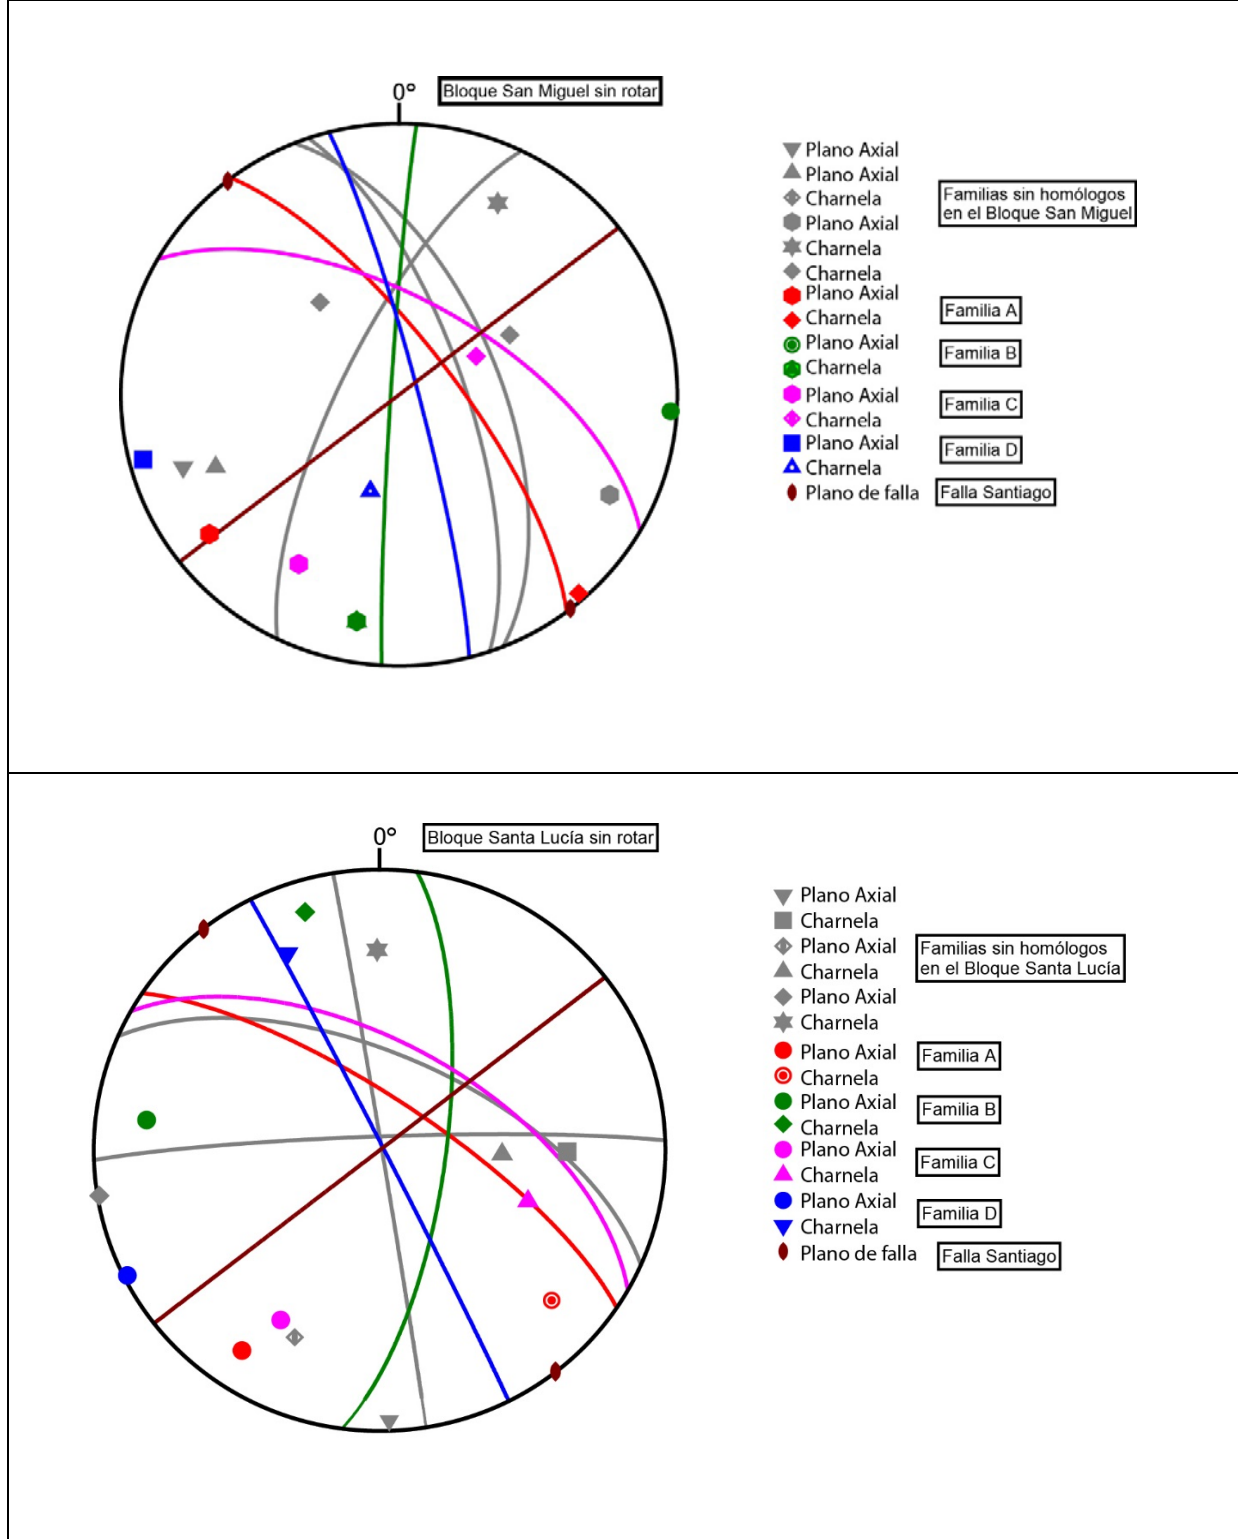 0°
Bloque San Miguel sin rotar
Plano Axial
Plano Axial
Charnela
Plano Axial
Charnela
Charnela
Familias sin homólogos
en el Bloque San Miguel
Plano Axial
Charnela
Familia A
Plano Axial
Charnela
Familia B
Plano Axial
Charnela
Familia C
Plano Axial
Charnela
Familia D
Plano de falla
Falla Santiago
0°
Bloque Santa Lucía sin rotar
Plano Axial
Charnela
Plano Axial
Charnela
Plano Axial
Charnela
Familias sin homólogos
en el Bloque Santa Lucía
Plano Axial
Charnela
Familia A
Plano Axial
Charnela
Familia B
Plano Axial
Charnela
Familia C
Plano Axial
Charnela
Familia D
Plano de falla
Falla Santiago